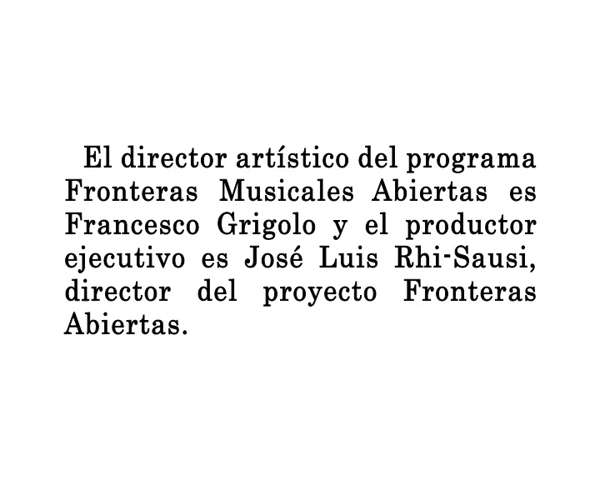 El director artístico del programa
Fronteras Musicales Abiertas es
Francesco Grigolo y el productor
ejecutivo es José Luis Rhi-Sausi,
director del proyecto Fronteras
Abiertas.